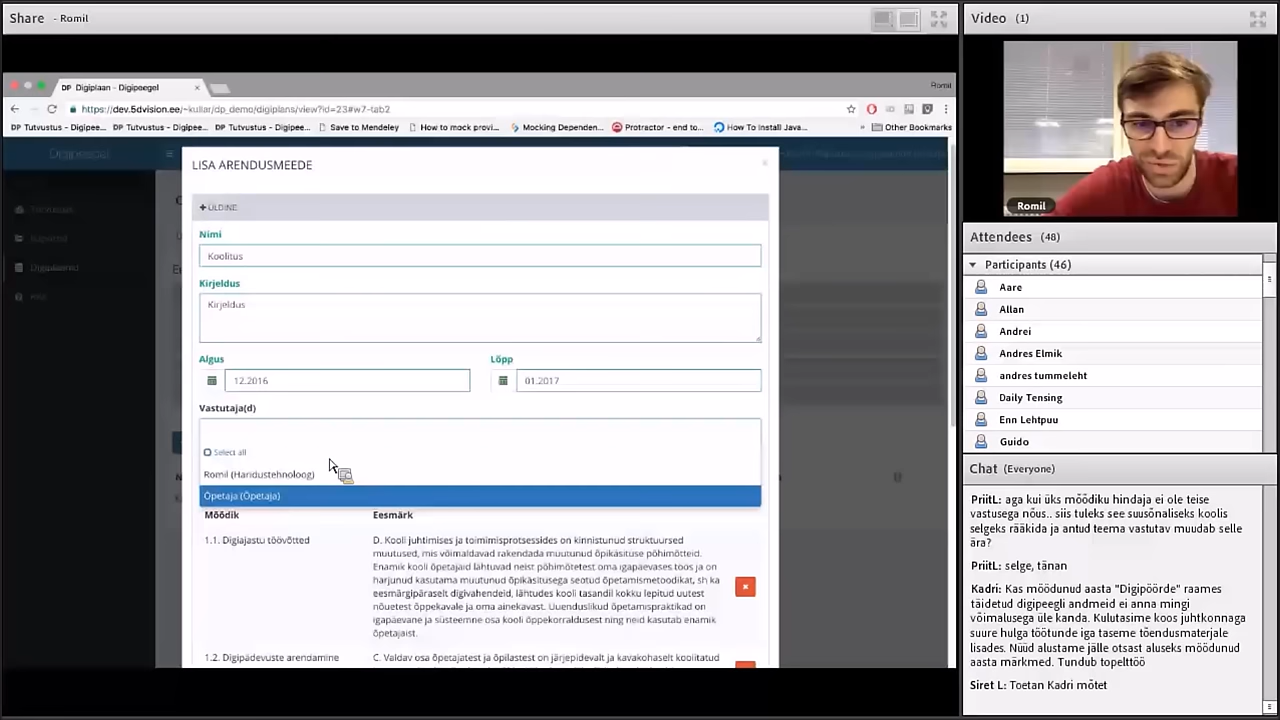 Share - Romil
DP Digiplaan - Digipeegel
Romil
https://dev.5dvision.ee/~kullar/dp_demo/digiplans/view?id=23#w7-tab2
DP Tutvustus - Digipee...
DP Tutvustus - Digipee...
DP Tutvustus - Digipee...
Save to Mendeley
How to mock provi...
Mocking Dependen...
Protractor - end to...
How To Install Java...
» Other Bookmarks
Digipeegel
Tutvustus
Digiplaanid
LISA ARENDUSMEEDE
+ ÜLDINE
Nimi
Koolitus
Kirjeldus
Kirjeldus
Algus
Lõpp
12.2016
01.2017
Vastutaja(d)
Select all
Romil (Haridustehnoloog)
Õpetaja (Õpetaja)
Mõõdik
Eesmärk
1.1. Digiajastu töövõtted
D. Kooli juhtimises ja toimimisprotsessides on kinnistunud struktuursed
muutused, mis võimaldavad rakendada muutunud õpikäsituse põhimõtteid.
Enamik kooli õpetajaid lähtuvad neist põhimõtetest oma igapäevases töös ja on
harjunud kasutama muutunud õpikäsitusega seotud õpetamismetoodikat, sh ka
eesmärgipäraselt digivahendeid, lähtudes kooli tasandil kokku lepitud uutest
nõuetest õppekavale ja oma ainekavast. Uuenduslikud õpetamispraktikad on
igapäevane ja süsteemne osa kooli õppekorraldusest ning neid kasutab enamik
õpetajaist.
1.2. Digipädevuste arendamine
C. Valdav osa õpetajatest ja õpilastest on järjepidevalt ja kavakohaselt koolitatud
Video (1)
Romil
Attendees (48)
Participants (46)
Aare
Allan
Andrei
Andres Elmik
andres tummeleht
Daily Tensing
Enn Lehtpuu
Guido
Chat (Everyone)
PriitL: aga kui üks mõõdiku hindaja ei ole teise
vastusega nõus.. siis tuleks see suusõnaliseks koolis
selgeks rääkida ja antud teema vastutav muudab selle
ära?
PriitL: selge, tänan
Kadri: Kas möödunud aasta "Digipöörde" raames
täidetud digipeegli andmeid ei anna mingi
võimalusega üle kanda. Kulutasime koos juhtkonnaga
suure hulga töötunde iga taseme tõendusmaterjale
lisades. Nüüd alustame jälle otsast aluseks möödunud
aasta märkmed. Tundub topelttöö
Siret L: Toetan Kadri mõtet